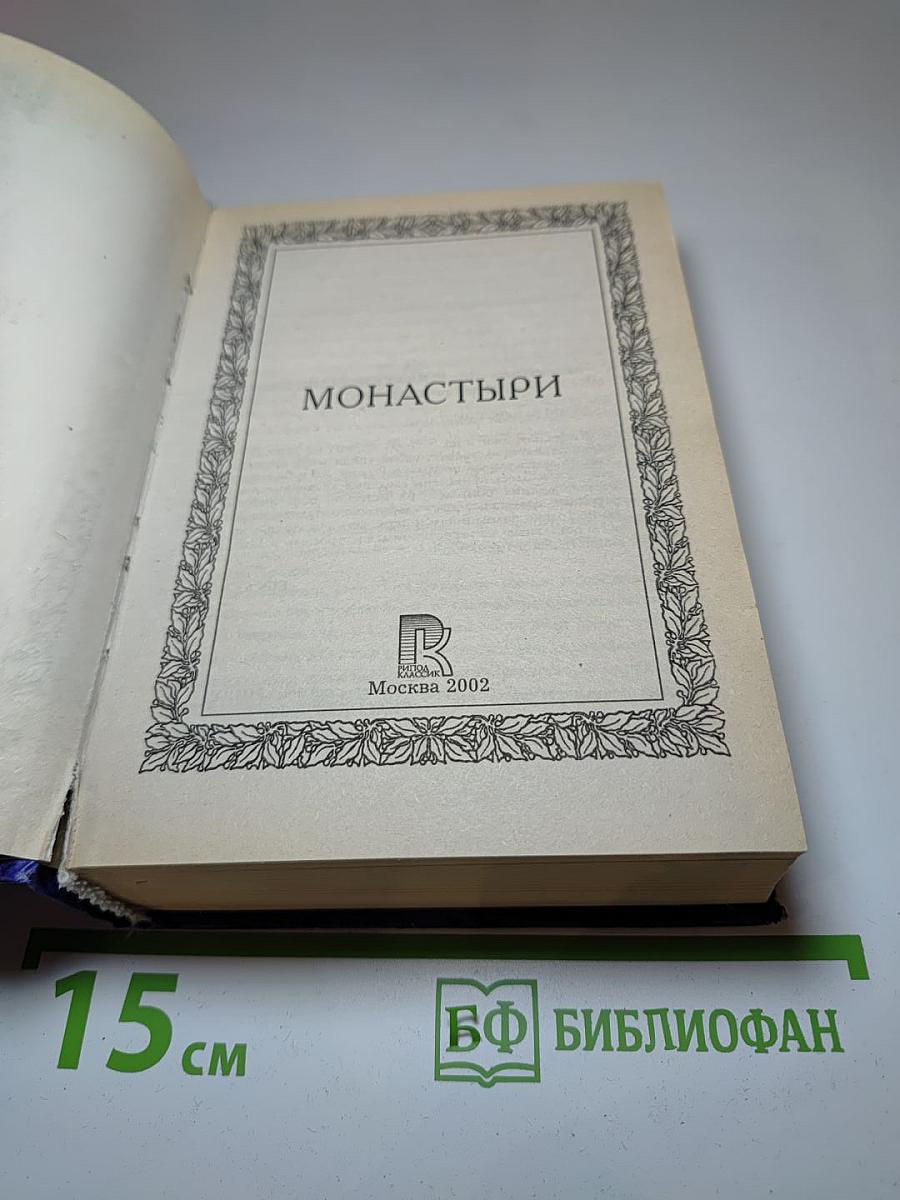 МОНАСТЫРИ
РИПОЛ
КЛАССИК
Москва 2002
15 см
БФ БИБЛИОФАН